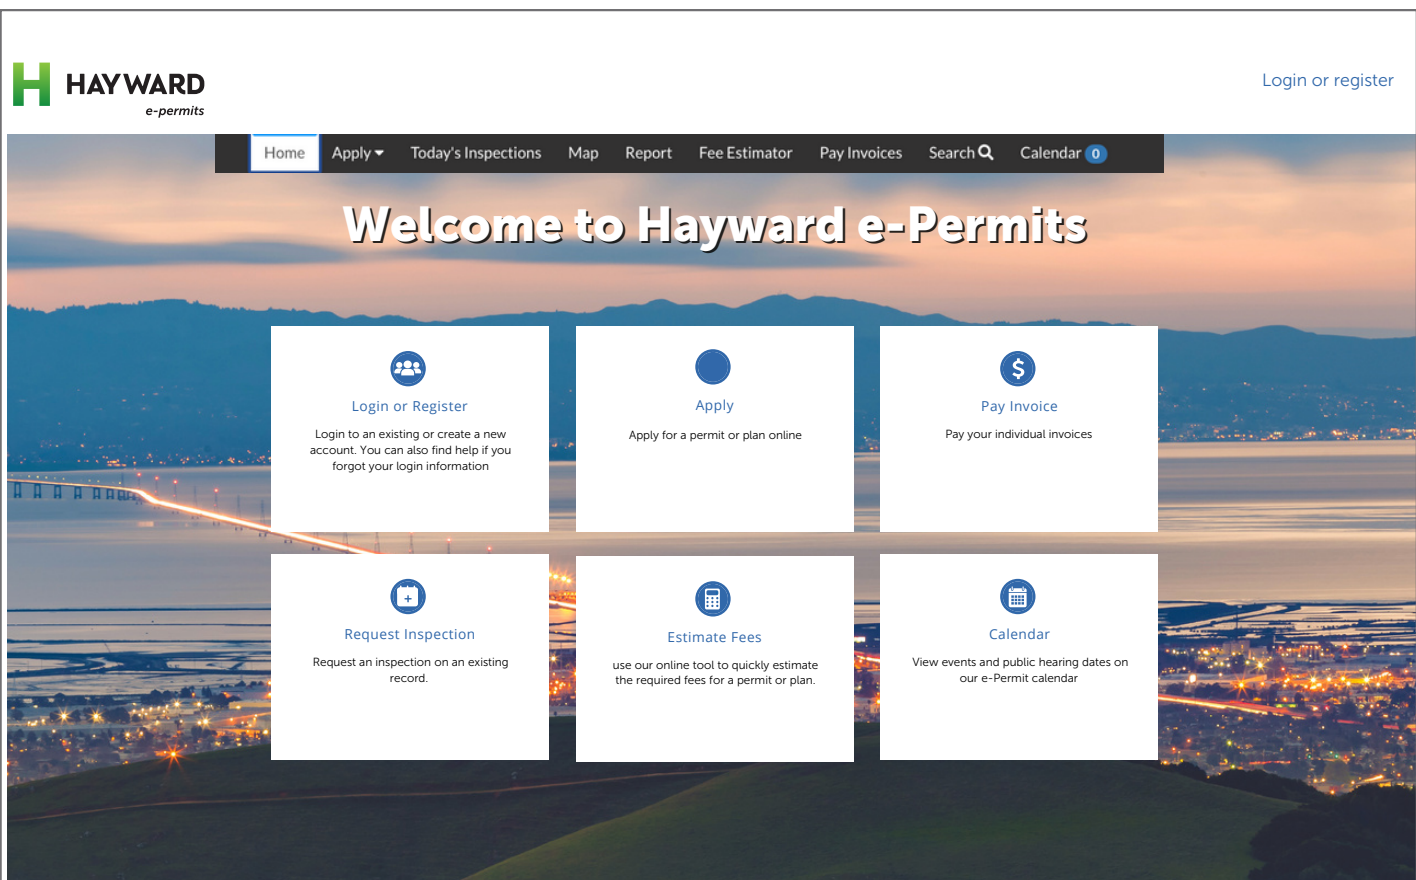 H HAYWARD
e-permits
Login or register
Home Apply Today's Inspections Map Report Fee Estimator Pay Invoices Search Calendar 0
Welcome to Hayward e-Permits
Login or Register
Login to an existing or create a new
account. You can also find help if you
forgot your login information
Apply
Apply for a permit or plan online
$
Pay Invoice
Pay your individual invoices
Request Inspection
Request an inspection on an existing
record.
Estimate Fees
use our online tool to quickly estimate
the required fees for a permit or plan.
Calendar
View events and public hearing dates on
our e-Permit calendar